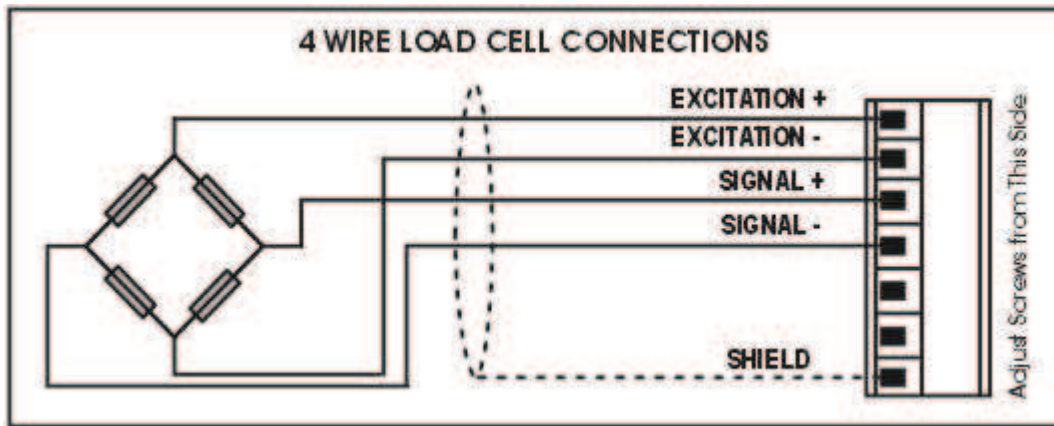 4 WIRE LOAD CELL CONNECTIONS
EXCITATION +
EXCITATION -
SIGNAL +
SIGNAL -
SHIELD
Adjust Screws from This Side